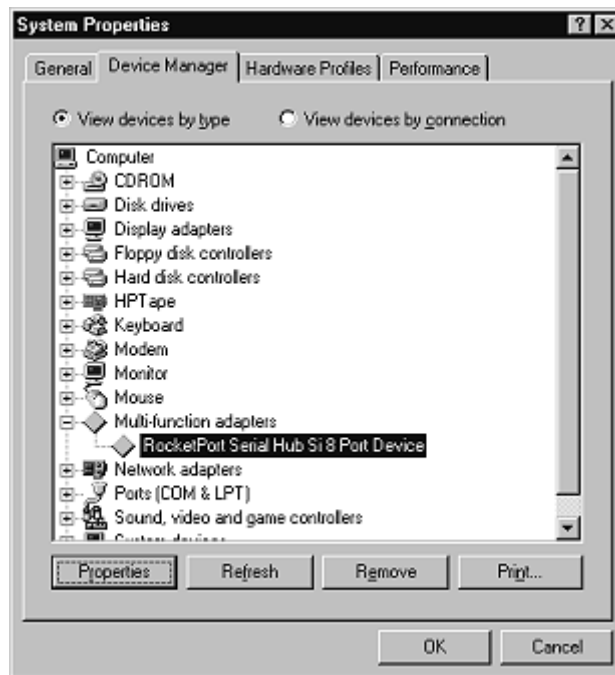 System Properties
General Device Manager Hardware Profiles Performance
View devices by type View devices by connection
Computer
CDROM
Disk drives
Display adapters
Floppy disk controllers
Hard disk controllers
HPTape
Keyboard
Modem
Monitor
Mouse
Multi-function adapters
RocketPort Serial Hub Si 8 Port Device
Network adapters
Ports (COM & LPT)
Sound, video and game controllers
System devices
Properties Refresh Remove Print...
OK Cancel